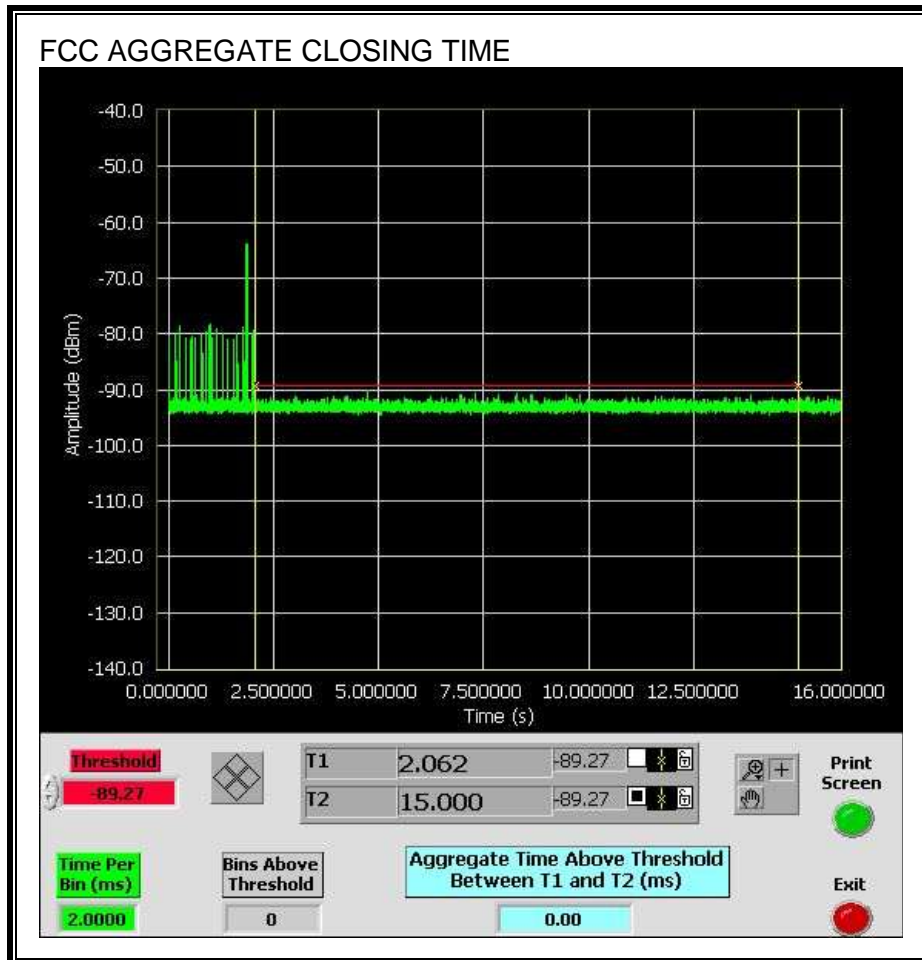 FCC AGGREGATE CLOSING TIME
-40.0
-50.0
-60.0
-70.0
-80.0
-90.0
-100.0
-110.0
-120.0
-130.0
-140.0
Amplitude (dBm)
0.000000 2.500000 5.000000 7.500000 10.000000 12.500000 16.000000
Time (s)
Threshold
-89.27
T1 2.062 -89.27
T2 15.000 -89.27
Print
Screen
Time Per
Bin (ms)
2.0000
Bins Above
Threshold
0
Aggregate Time Above Threshold
Between T1 and T2 (ms)
0.00
Exit